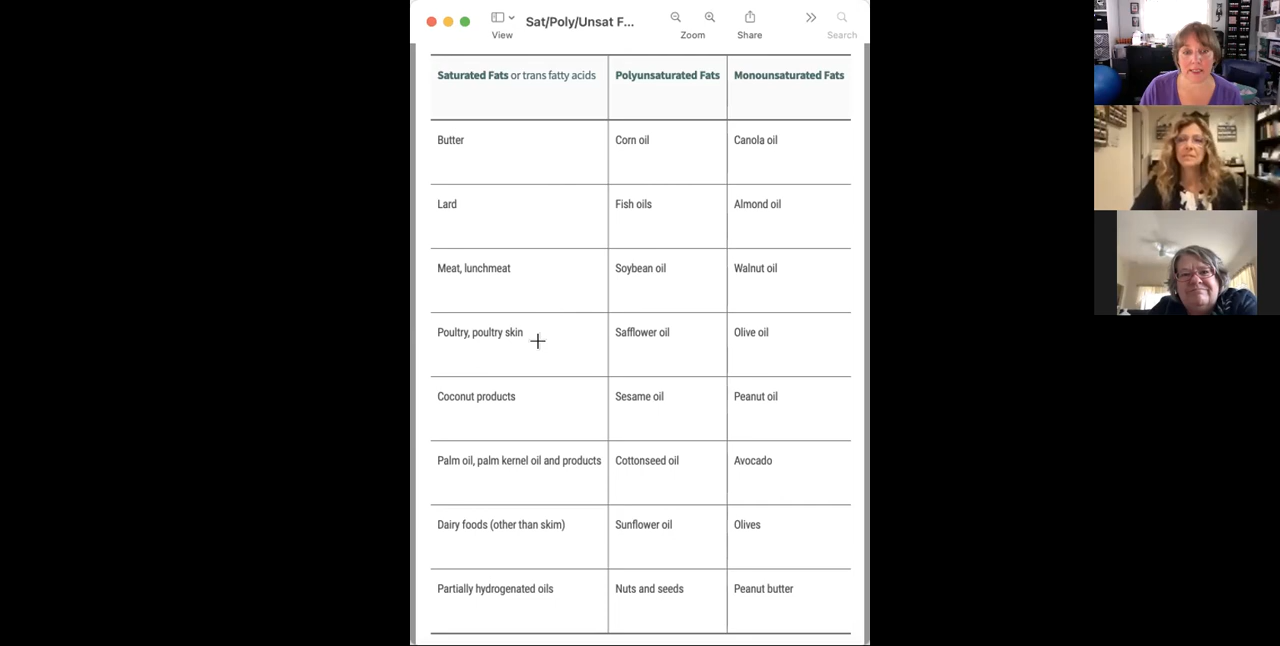 Sat/Poly/Unsat F...
View
Zoom
Share
Search
Saturated Fats or trans fatty acids Polyunsaturated Fats Monounsaturated Fats
Butter Corn oil Canola oil
Lard Fish oils Almond oil
Meat, lunchmeat Soybean oil Walnut oil
Poultry, poultry skin Safflower oil Olive oil
Coconut products Sesame oil Peanut oil
Palm oil, palm kernel oil and products Cottonseed oil Avocado
Dairy foods (other than skim) Sunflower oil Olives
Partially hydrogenated oils Nuts and seeds Peanut butter